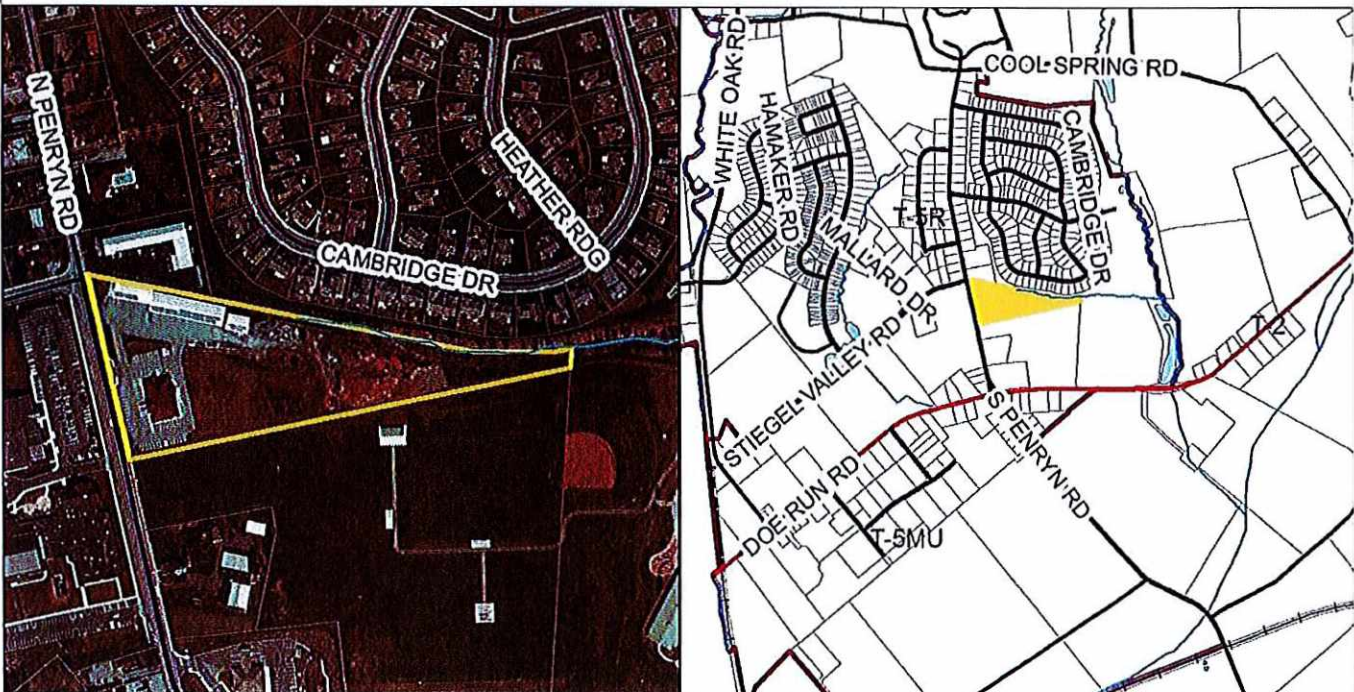 N PENRYN RD
HEATHER RDG
CAMBRIDGE DR
WHITE OAK RD
COOL SPRING RD
HAMAKER RD
CAMBRIDGE DR
T-5R
MALLARD DR
STIEGEL VALLEY RD
S PENRYN RD
DOE RUN RD
T-5MU